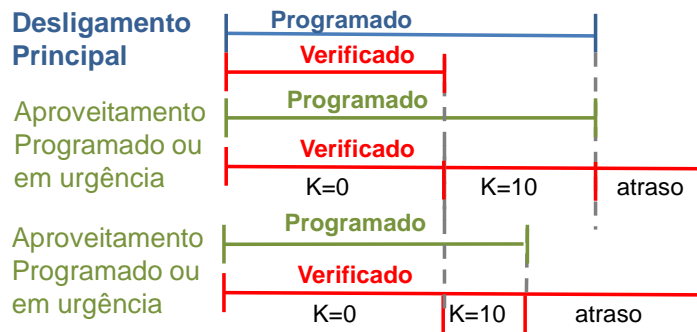 Desligamento
Principal
Programado
Verificado
Aproveitamento
Programado ou
em urgência
Programado
Verificado
K=0
K=10
atraso
Aproveitamento
Programado ou
em urgência
Programado
Verificado
K=0
K=10
atraso